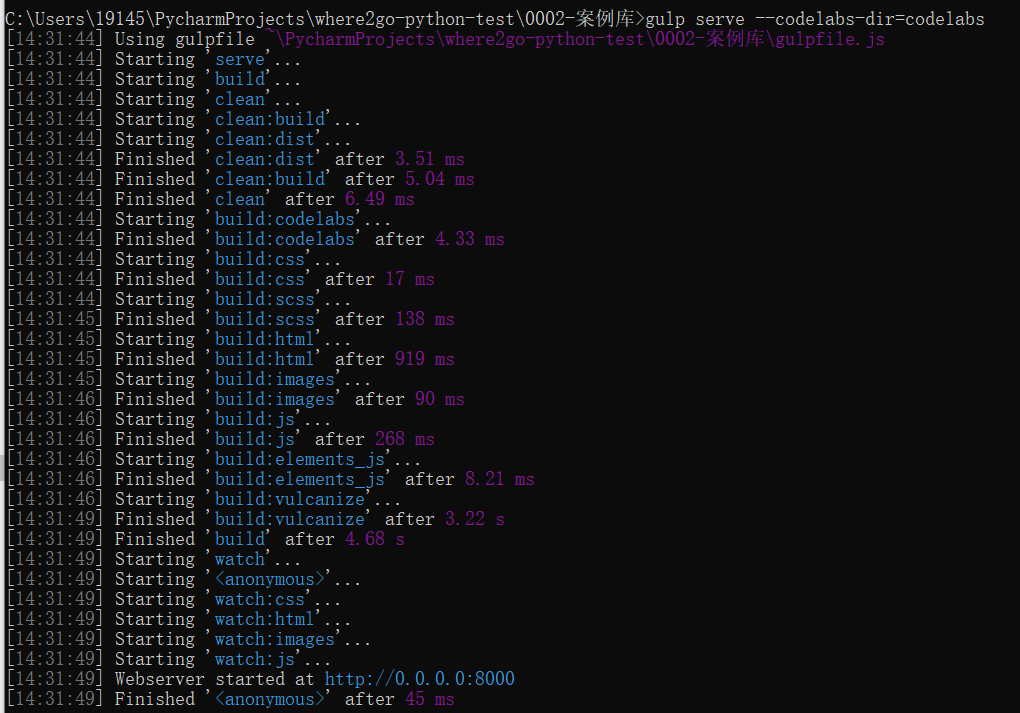 C:\Users\19145\PycharmProjects\where2go-python-test\0002-案例库>gulp serve --codelabs-dir=codelabs
[14:31:44] Using gulpfile ~\PycharmProjects\where2go-python-test\0002-案例库\gulpfile.js
[14:31:44] Starting 'serve'...
[14:31:44] Starting 'build'...
[14:31:44] Starting 'clean'...
[14:31:44] Starting 'clean:build'...
[14:31:44] Starting 'clean:dist'...
[14:31:44] Finished 'clean:dist' after 3.51 ms
[14:31:44] Finished 'clean:build' after 5.04 ms
[14:31:44] Finished 'clean' after 6.49 ms
[14:31:44] Starting 'build:codelabs'...
[14:31:44] Finished 'build:codelabs' after 4.33 ms
[14:31:44] Starting 'build:css'...
[14:31:44] Finished 'build:css' after 17 ms
[14:31:44] Starting 'build:scss'...
[14:31:45] Finished 'build:scss' after 138 ms
[14:31:45] Starting 'build:html'...
[14:31:45] Finished 'build:html' after 919 ms
[14:31:45] Starting 'build:images'...
[14:31:46] Finished 'build:images' after 90 ms
[14:31:46] Starting 'build:js'...
[14:31:46] Finished 'build:js' after 268 ms
[14:31:46] Starting 'build:elements_js'...
[14:31:46] Finished 'build:elements_js' after 8.21 ms
[14:31:46] Starting 'build:vulcanize'...
[14:31:49] Finished 'build:vulcanize' after 3.22 s
[14:31:49] Finished 'build' after 4.68 s
[14:31:49] Starting 'watch'...
[14:31:49] Starting '<anonymous>'...
[14:31:49] Starting 'watch:css'...
[14:31:49] Starting 'watch:html'...
[14:31:49] Starting 'watch:images'...
[14:31:49] Starting 'watch:js'...
[14:31:49] Webserver started at http://0.0.0.0:8000
[14:31:49] Finished '<anonymous>' after 45 ms